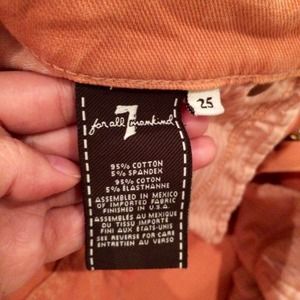 7
for all mankind
25
95% COTTON
5% SPANDEX
95% COTON
5% ÉLASTHANNE
ASSEMBLED IN MEXICO
OF IMPORTED FABRIC
FINISHED IN U.S.A.
ASSEMBLÉS AU MEXIQUE
DU TISSU IMPORTÉ
FINI AUX ÉTATS-UNIS
SEE REVERSE FOR CARE
ENTRETIEN AU VERSO